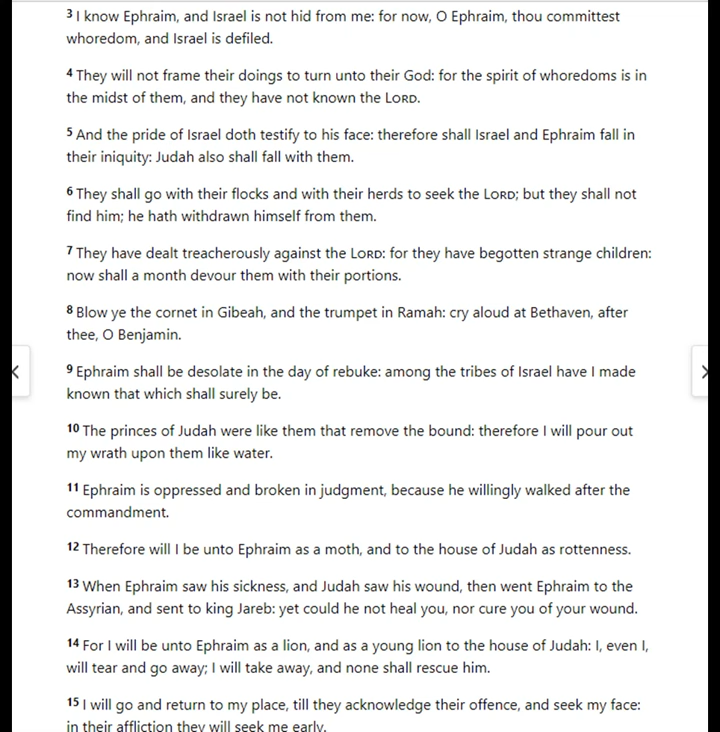 3 I know Ephraim, and Israel is not hid from me: for now, O Ephraim, thou committest
whoredom, and Israel is defiled.
4 They will not frame their doings to turn unto their God: for the spirit of whoredoms is in
the midst of them, and they have not known the LORD.
5 And the pride of Israel doth testify to his face: therefore shall Israel and Ephraim fall in
their iniquity: Judah also shall fall with them.
6 They shall go with their flocks and with their herds to seek the LORD; but they shall not
find him; he hath withdrawn himself from them.
7 They have dealt treacherously against the LORD: for they have begotten strange children:
now shall a month devour them with their portions.
8 Blow ye the cornet in Gibeah, and the trumpet in Ramah: cry aloud at Bethaven, after
thee, O Benjamin.
9 Ephraim shall be desolate in the day of rebuke: among the tribes of Israel have I made
known that which shall surely be.
10 The princes of Judah were like them that remove the bound: therefore I will pour out
my wrath upon them like water.
11 Ephraim is oppressed and broken in judgment, because he willingly walked after the
commandment.
12 Therefore will I be unto Ephraim as a moth, and to the house of Judah as rottenness.
13 When Ephraim saw his sickness, and Judah saw his wound, then went Ephraim to the
Assyrian, and sent to king Jareb: yet could he not heal you, nor cure you of your wound.
14 For I will be unto Ephraim as a lion, and as a young lion to the house of Judah: I, even I,
will tear and go away; I will take away, and none shall rescue him.
15 I will go and return to my place, till they acknowledge their offence, and seek my face:
in their affliction they will seek me early.